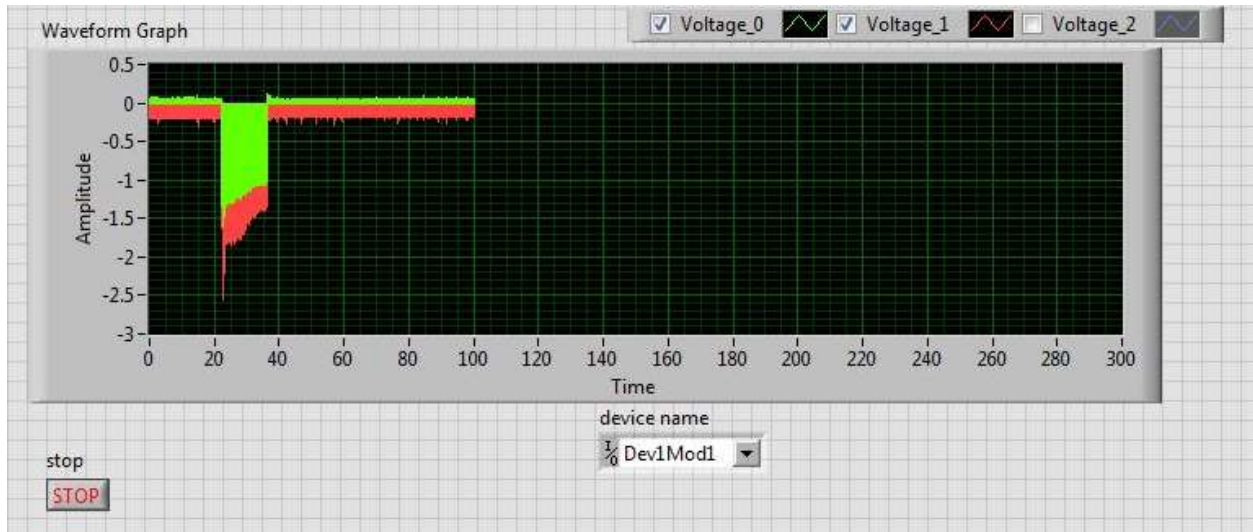 Waveform Graph
Voltage_0 Voltage_1 Voltage_2
0.5
0
-0.5
-1
-1.5
-2
-2.5
-3
Amplitude
0 20 40 60 80 100 120 140 160 180 200 220 240 260 280 300
Time
device name
I/O Dev1Mod1
stop
STOP